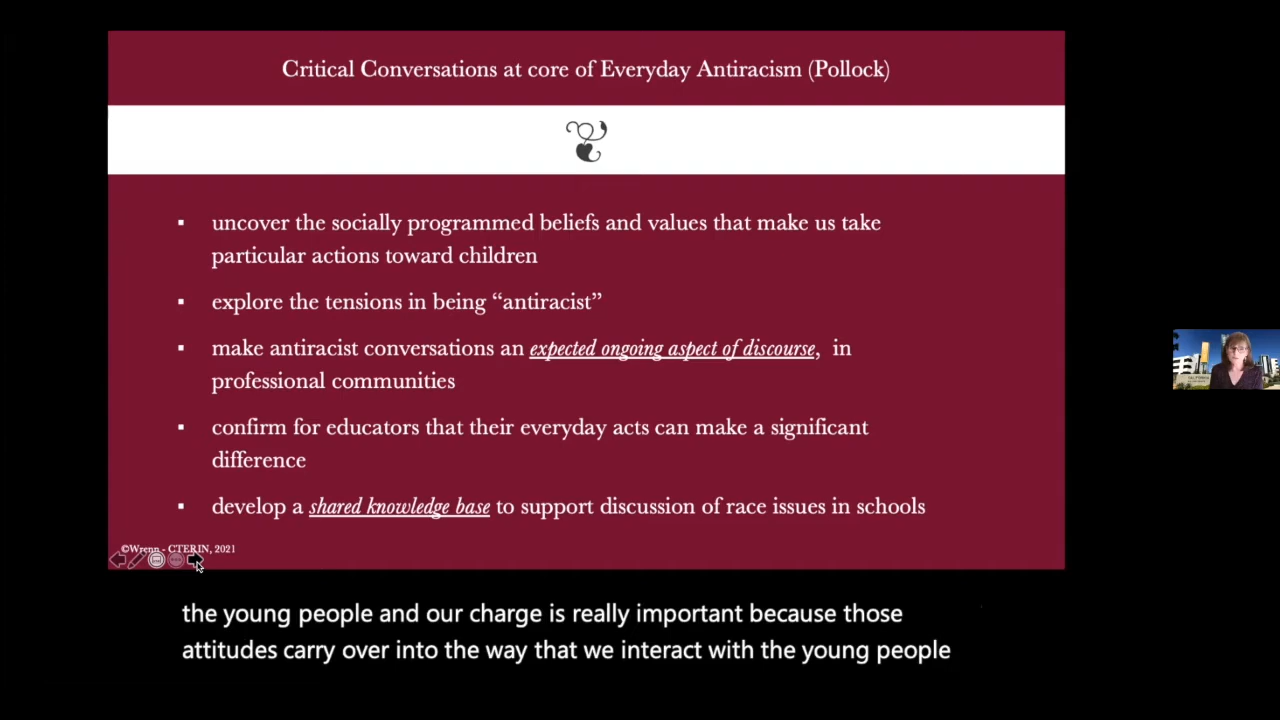 Critical Conversations at core of Everyday Antiracism (Pollock)
▪ uncover the socially programmed beliefs and values that make us take
particular actions toward children
▪ explore the tensions in being “antiracist”
▪ make antiracist conversations an expected ongoing aspect of discourse, in
professional communities
▪ confirm for educators that their everyday acts can make a significant
difference
▪ develop a shared knowledge base to support discussion of race issues in schools
©Wrenn - CTERIN, 2021
the young people and our charge is really important because those
attitudes carry over into the way that we interact with the young people